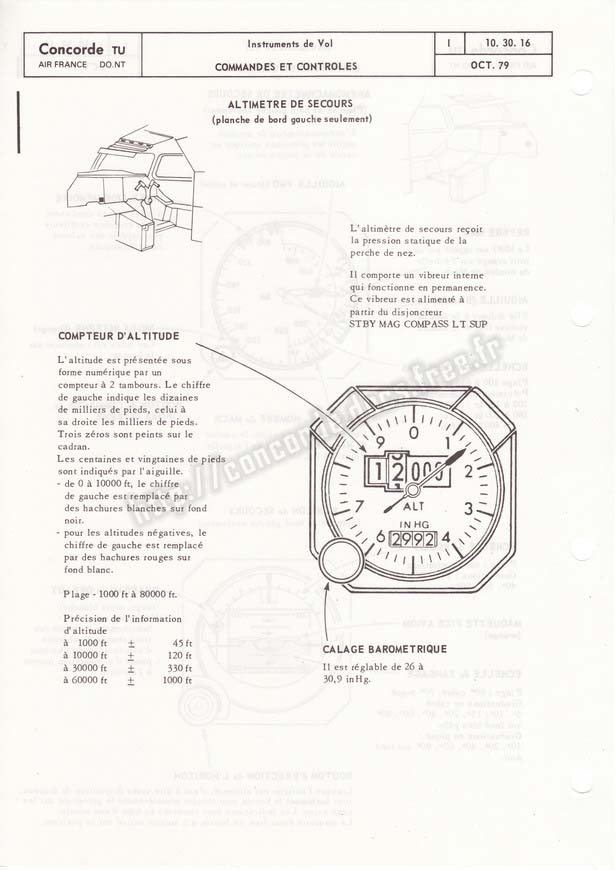 Concorde TU
AIR FRANCE DO.NT
Instruments de Vol
COMMANDES ET CONTROLES
I
10. 30. 16
OCT. 79
ALTIMETRE DE SECOURS
(planche de bord gauche seulement)
L'altimètre de secours reçoit
la pression statique de la
perche de nez.
Il comporte un vibreur interne
qui fonctionne en permanence.
Ce vibreur est alimenté à
partir du disjoncteur
STBY MAG COMPASS LT SUP
COMPTEUR D'ALTITUDE
L'altitude est présentée sous
forme numérique par un
compteur à 2 tambours. Le chiffre
de gauche indique les dizaines
de milliers de pieds, celui à
sa droite les milliers de pieds.
Trois zéros sont peints sur le
cadran.
Les centaines et vingtaines de pieds
sont indiqués par l'aiguille.
- de 0 à 10000 ft, le chiffre
de gauche est remplacé par
des hachures blanches sur fond
noir.
- pour les altitudes négatives, le
chiffre de gauche est remplacé
par des hachures rouges sur
fond blanc.
Plage - 1000 ft à 80000 ft.
Précision de l'information
d'altitude
à 1000 ft ± 45 ft
à 10000 ft ± 120 ft
à 30000 ft ± 330 ft
à 60000 ft ± 1000 ft
0
9 1
1 2 000 2
7 ALT 3
IN HG
6 2992 4
CALAGE BAROMETRIQUE
Il est réglable de 26 à
30,9 inHg.
http://concordescopia.free.fr